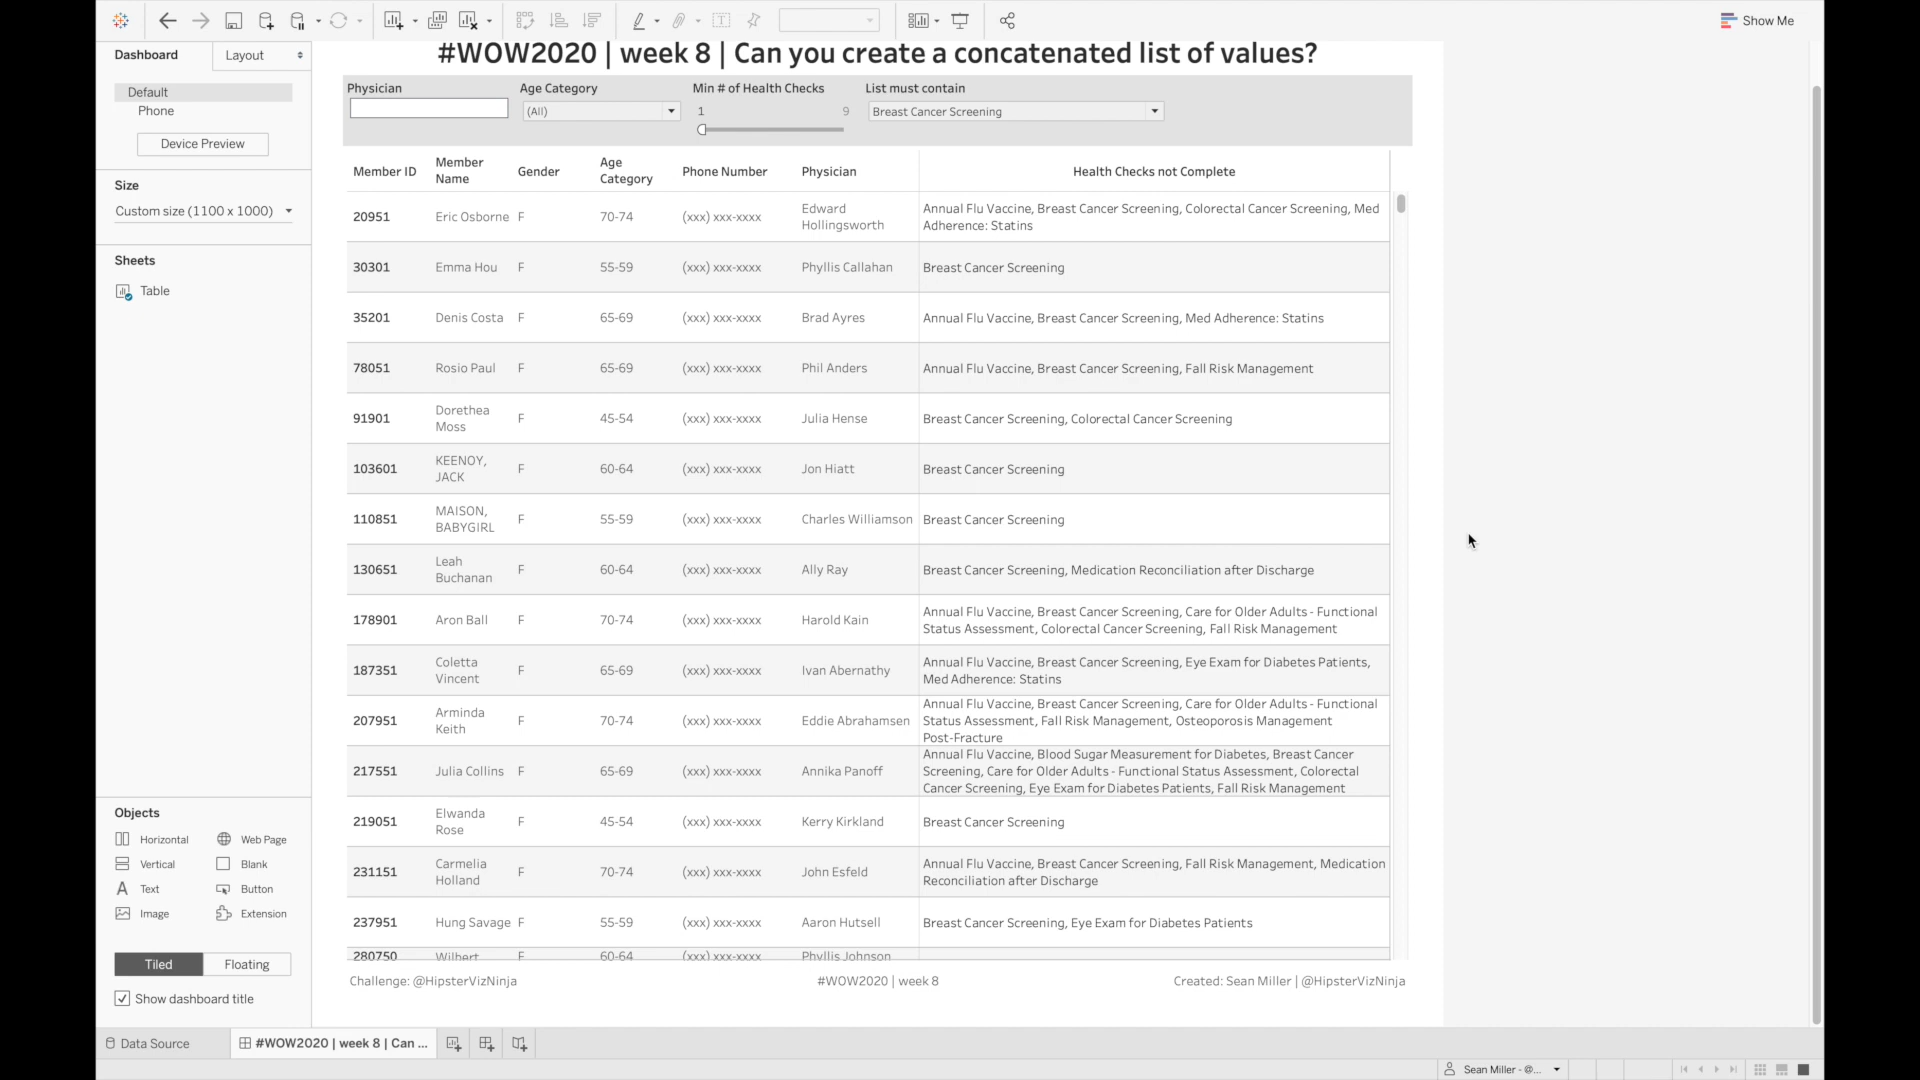 Show Me
Dashboard
Layout
Default
Phone
Device Preview
Size
Custom size (1100 x 1000)
Sheets
Table
#WOW2020 | week 8 | Can you create a concatenated list of values?
Physician
Age Category
Min # of Health Checks
List must contain
(All)
1
9
Breast Cancer Screening
Member ID
Member
Name
Gender
Age
Category
Phone Number
Physician
Health Checks not Complete
20951
Eric Osborne
F
70-74
(xxx) xxx-xxxx
Edward
Hollingsworth
Annual Flu Vaccine, Breast Cancer Screening, Colorectal Cancer Screening, Med
Adherence: Statins
30301
Emma Hou
F
55-59
(xxx) xxx-xxxx
Phyllis Callahan
Breast Cancer Screening
35201
Denis Costa
F
65-69
(xxx) xxx-xxxx
Brad Ayres
Annual Flu Vaccine, Breast Cancer Screening, Med Adherence: Statins
78051
Rosio Paul
F
65-69
(xxx) xxx-xxxx
Phil Anders
Annual Flu Vaccine, Breast Cancer Screening, Fall Risk Management
91901
Dorethea
Moss
F
45-54
(xxx) xxx-xxxx
Julia Hense
Breast Cancer Screening, Colorectal Cancer Screening
103601
KEENOY,
JACK
F
60-64
(xxx) xxx-xxxx
Jon Hiatt
Breast Cancer Screening
110851
MAISON,
BABYGIRL
F
55-59
(xxx) xxx-xxxx
Charles Williamson
Breast Cancer Screening
130651
Leah
Buchanan
F
60-64
(xxx) xxx-xxxx
Ally Ray
Breast Cancer Screening, Medication Reconciliation after Discharge
178901
Aron Ball
F
70-74
(xxx) xxx-xxxx
Harold Kain
Annual Flu Vaccine, Breast Cancer Screening, Care for Older Adults - Functional
Status Assessment, Colorectal Cancer Screening, Fall Risk Management
187351
Coletta
Vincent
F
65-69
(xxx) xxx-xxxx
Ivan Abernathy
Annual Flu Vaccine, Breast Cancer Screening, Eye Exam for Diabetes Patients,
Med Adherence: Statins
207951
Arminda
Keith
F
70-74
(xxx) xxx-xxxx
Eddie Abrahamsen
Annual Flu Vaccine, Breast Cancer Screening, Care for Older Adults - Functional
Status Assessment, Fall Risk Management, Osteoporosis Management
Post-Fracture
217551
Julia Collins
F
65-69
(xxx) xxx-xxxx
Annika Panoff
Annual Flu Vaccine, Blood Sugar Measurement for Diabetes, Breast Cancer
Screening, Care for Older Adults - Functional Status Assessment, Colorectal
Cancer Screening, Eye Exam for Diabetes Patients, Fall Risk Management
219051
Elwanda
Rose
F
45-54
(xxx) xxx-xxxx
Kerry Kirkland
Breast Cancer Screening
231151
Carmelia
Holland
F
70-74
(xxx) xxx-xxxx
John Esfeld
Annual Flu Vaccine, Breast Cancer Screening, Fall Risk Management, Medication
Reconciliation after Discharge
237951
Hung Savage
F
55-59
(xxx) xxx-xxxx
Aaron Hutsell
Breast Cancer Screening, Eye Exam for Diabetes Patients
280750
Wilbert
F
60-64
(xxx) xxx-xxxx
Phyllis Johnson
Challenge: @HipsterVizNinja
#WOW2020 | week 8
Created: Sean Miller | @HipsterVizNinja
Objects
Horizontal
Web Page
Vertical
Blank
Text
Button
Image
Extension
Tiled
Floating
Show dashboard title
Data Source
#WOW2020 | week 8 | Can ...
Sean Miller - @...